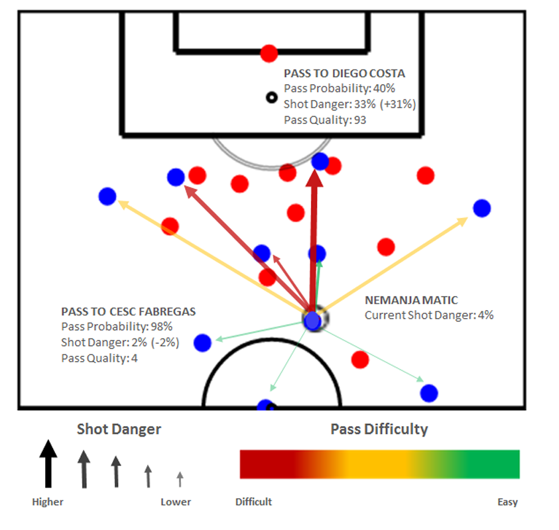 PASS TO DIEGO COSTA
Pass Probability: 40%
Shot Danger: 33% (+31%)
Pass Quality: 93
NEMANJA MATIC
Current Shot Danger: 4%
PASS TO CESC FABREGAS
Pass Probability: 98%
Shot Danger: 2% (-2%)
Pass Quality: 4
Shot Danger
Higher
Lower
Pass Difficulty
Difficult
Easy